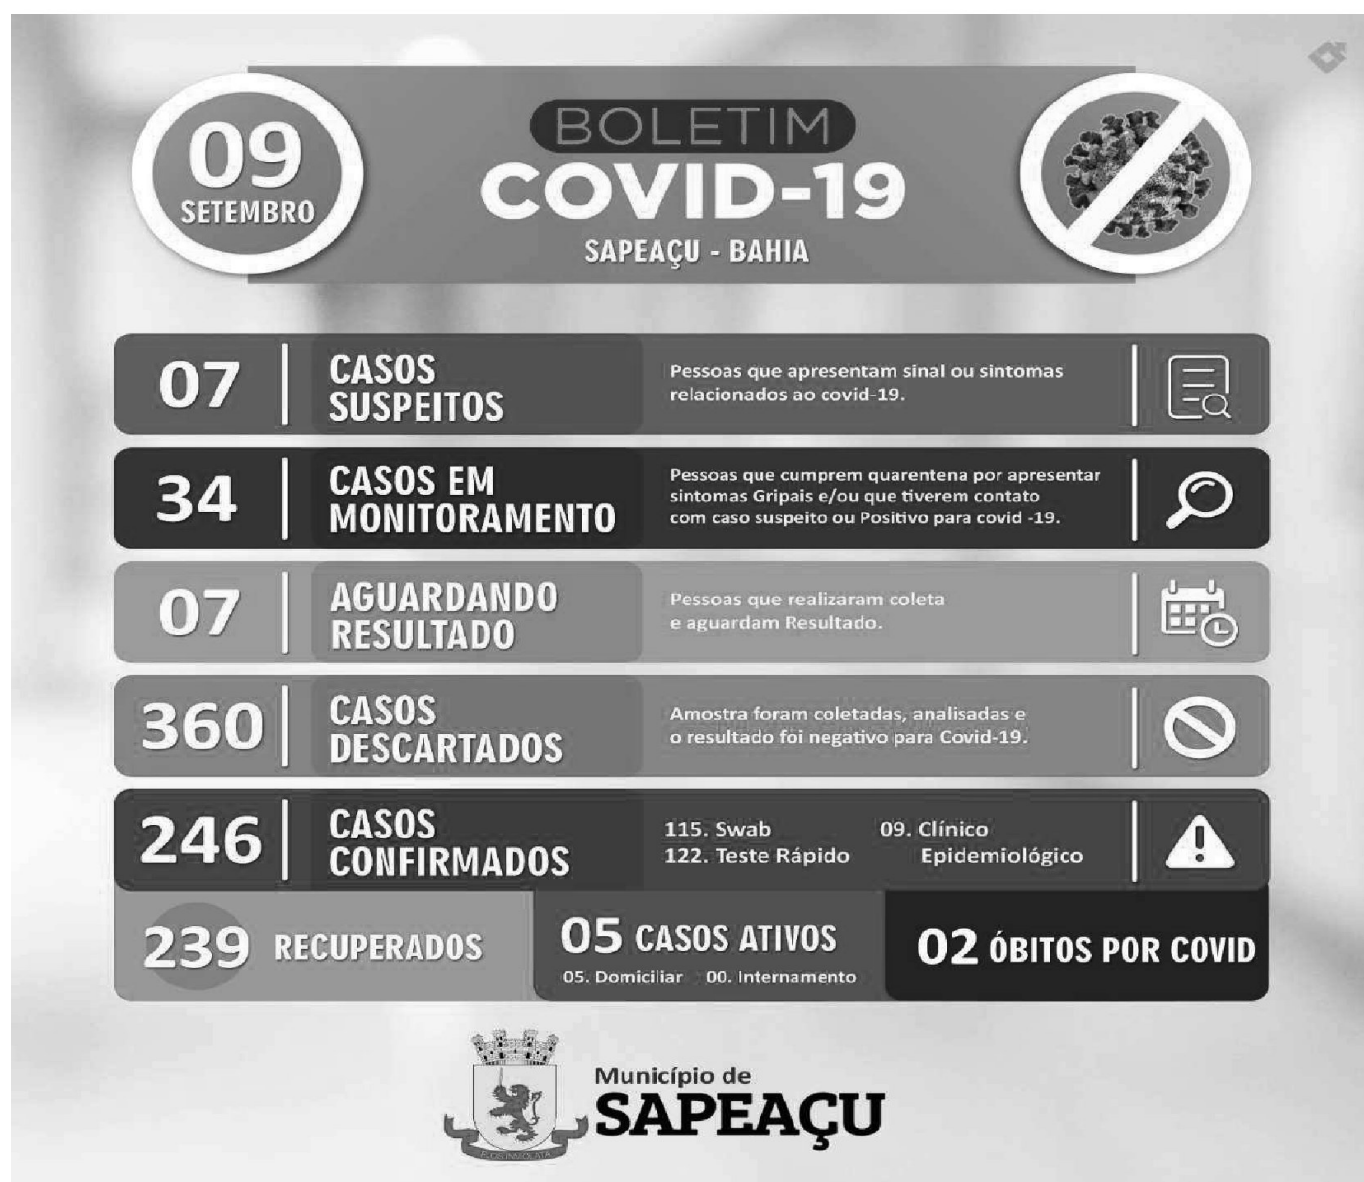 09
SETEMBRO
BOLETIM
COVID-19
SAPEAÇU - BAHIA
07
CASOS
SUSPEITOS
Pessoas que apresentam sinal ou sintomas
relacionados ao covid-19.
34
CASOS EM
MONITORAMENTO
Pessoas que cumprem quarentena por apresentar
sintomas Gripais e/ou que tiverem contato
com caso suspeito ou Positivo para covid -19.
07
AGUARDANDO
RESULTADO
Pessoas que realizaram coleta
e aguardam Resultado.
360
CASOS
DESCARTADOS
Amostra foram coletadas, analisadas e
o resultado foi negativo para Covid-19.
246
CASOS
CONFIRMADOS
115. Swab
122. Teste Rápido
09. Clínico
Epidemiológico
239 RECUPERADOS
05 CASOS ATIVOS
05. Domiciliar 00. Internamento
02 ÓBITOS POR COVID
Município de
SAPEAÇU